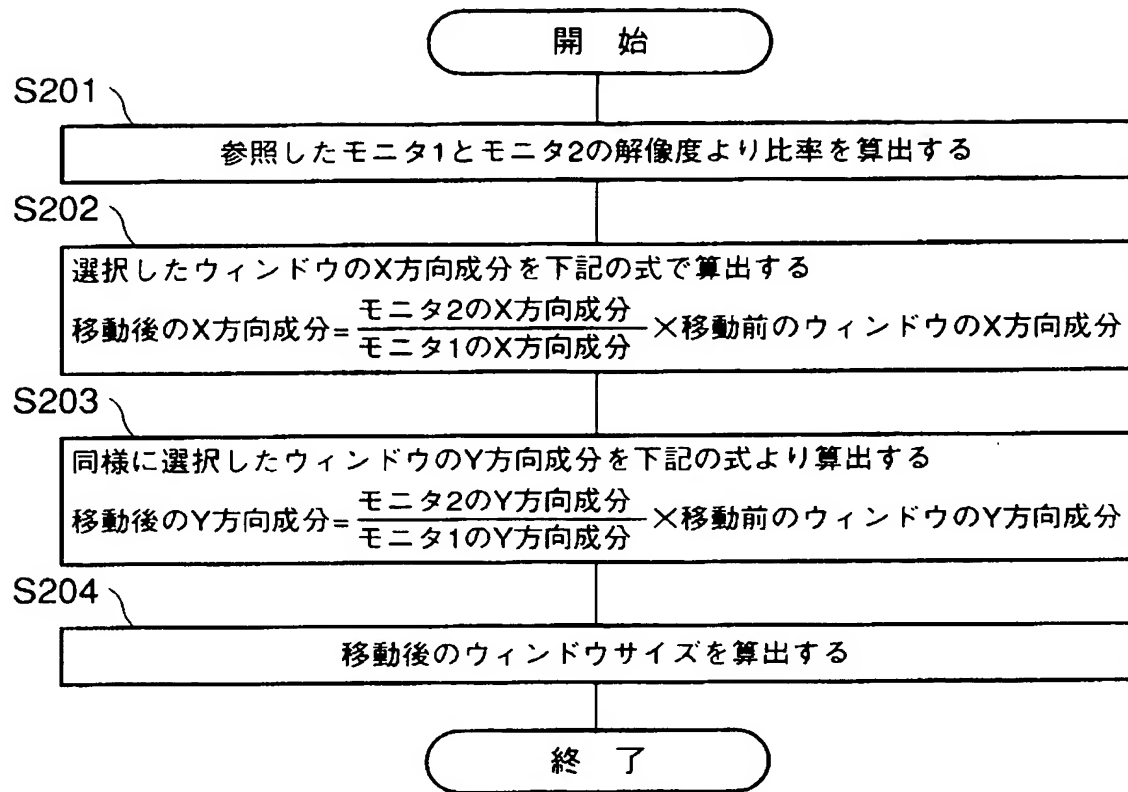 開 始
S201
参照したモニタ1とモニタ2の解像度より比率を算出する
S202
選択したウィンドウのX方向成分を下記の式で算出する
移動後のX方向成分=モニタ2のX方向成分/モニタ1のX方向成分×移動前のウィンドウのX方向成分
S203
同様に選択したウィンドウのY方向成分を下記の式より算出する
移動後のY方向成分=モニタ2のY方向成分/モニタ1のY方向成分×移動前のウィンドウのY方向成分
S204
移動後のウィンドウサイズを算出する
終 了